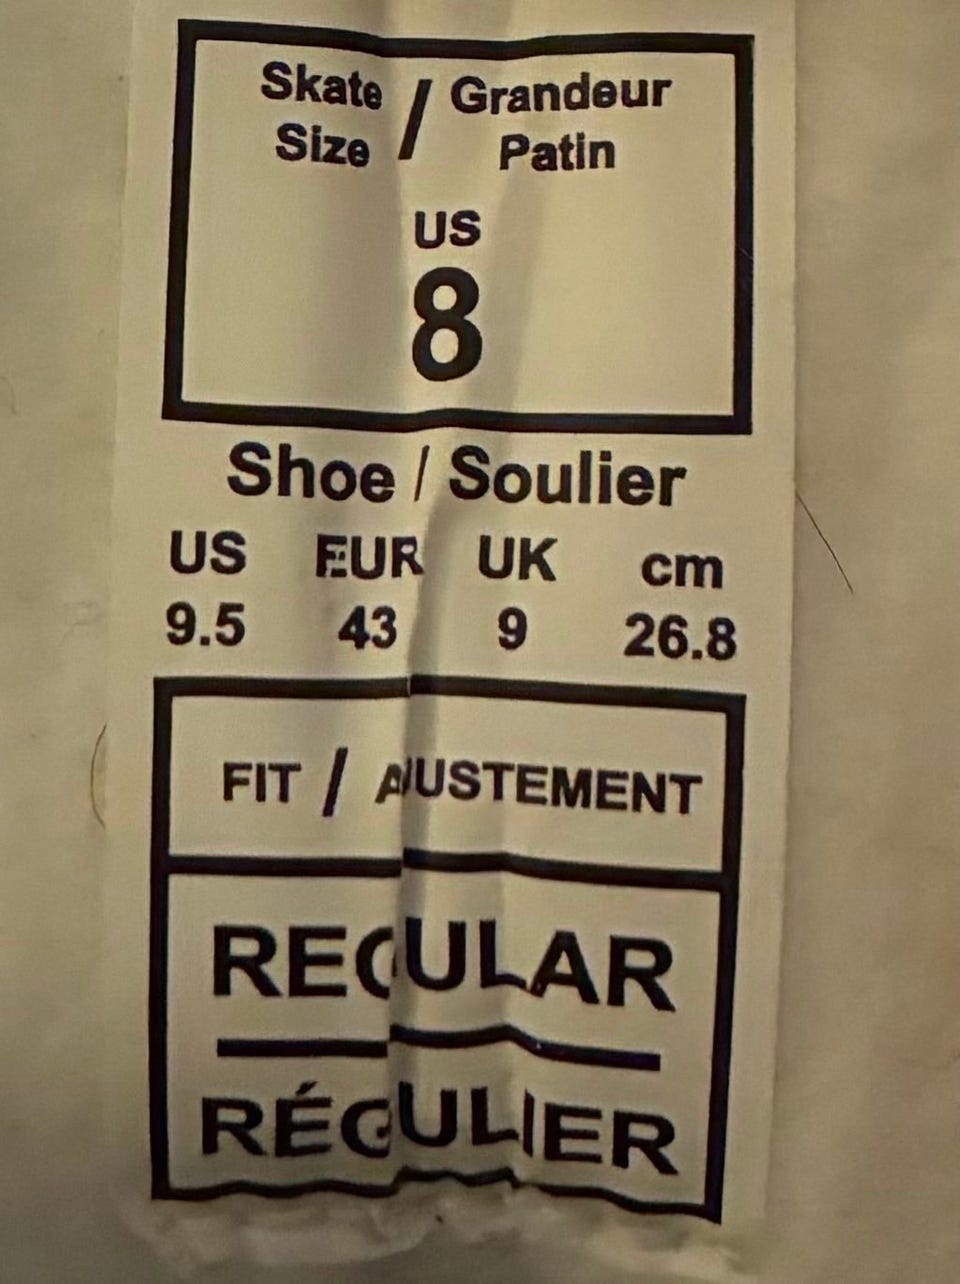 Skate / Grandeur
Size Patin
US
8
Shoe / Soulier
US EUR UK cm
9.5 43 9 26.8
FIT / AJUSTEMENT
REGULAR
RÉGULIER